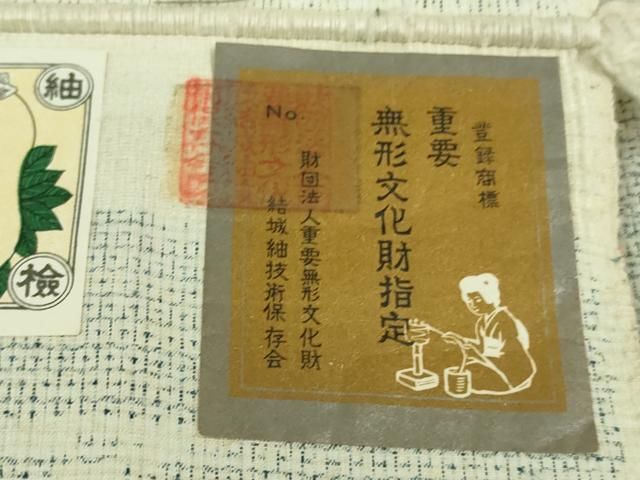 登録商標
重要
無形文化財指定
No.
財団法人重要無形文化財
結城紬技術保存会
紬
檢